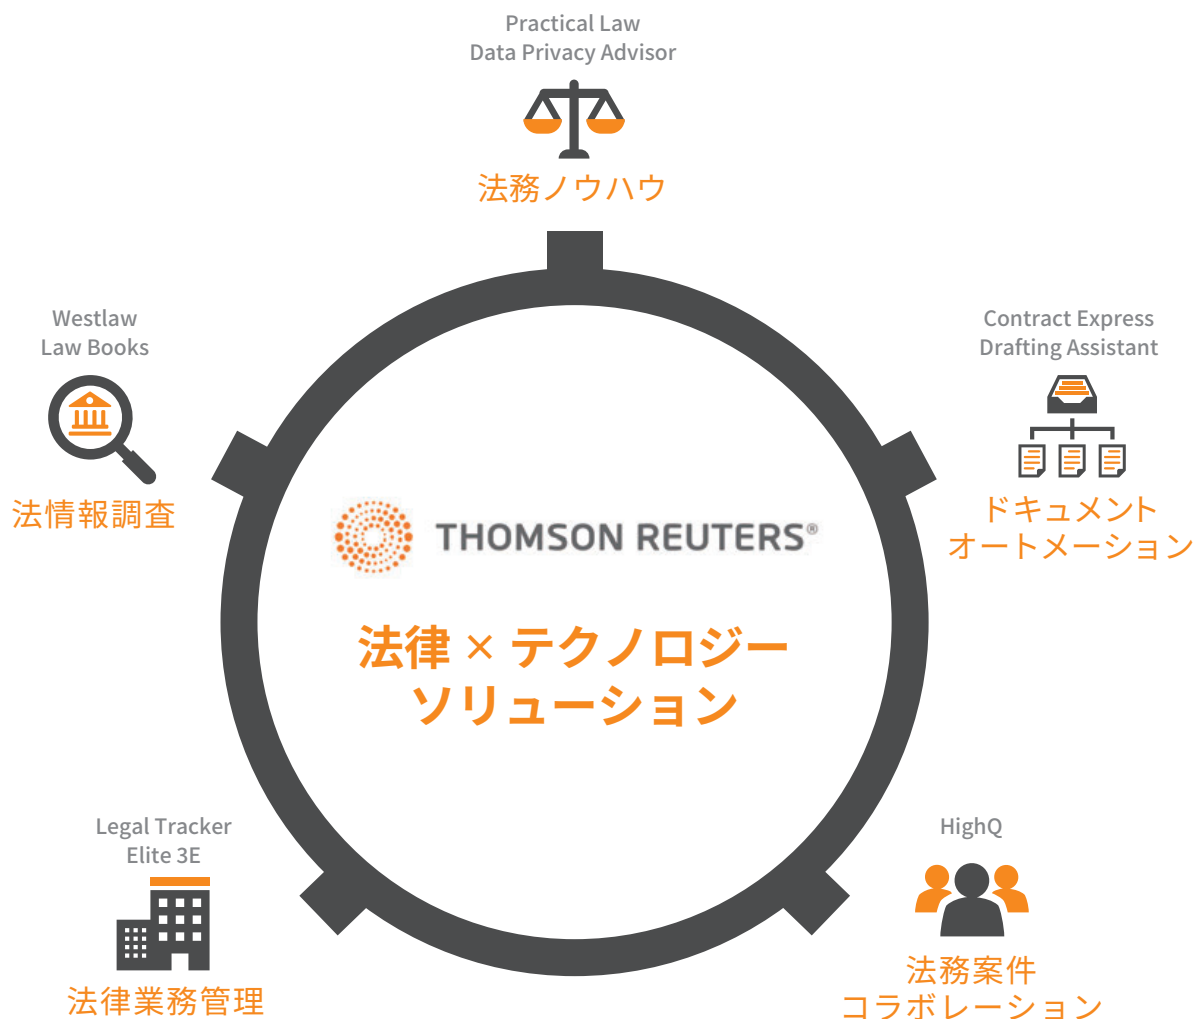 Practical Law
Data Privacy Advisor
法務ノウハウ
Westlaw
Law Books
法情報調査
Contract Express
Drafting Assistant
ドキュメント
オートメーション
THOMSON REUTERS®
法律 × テクノロジー
ソリューション
Legal Tracker
Elite 3E
法律業務管理
HighQ
法務案件
コラボレーション